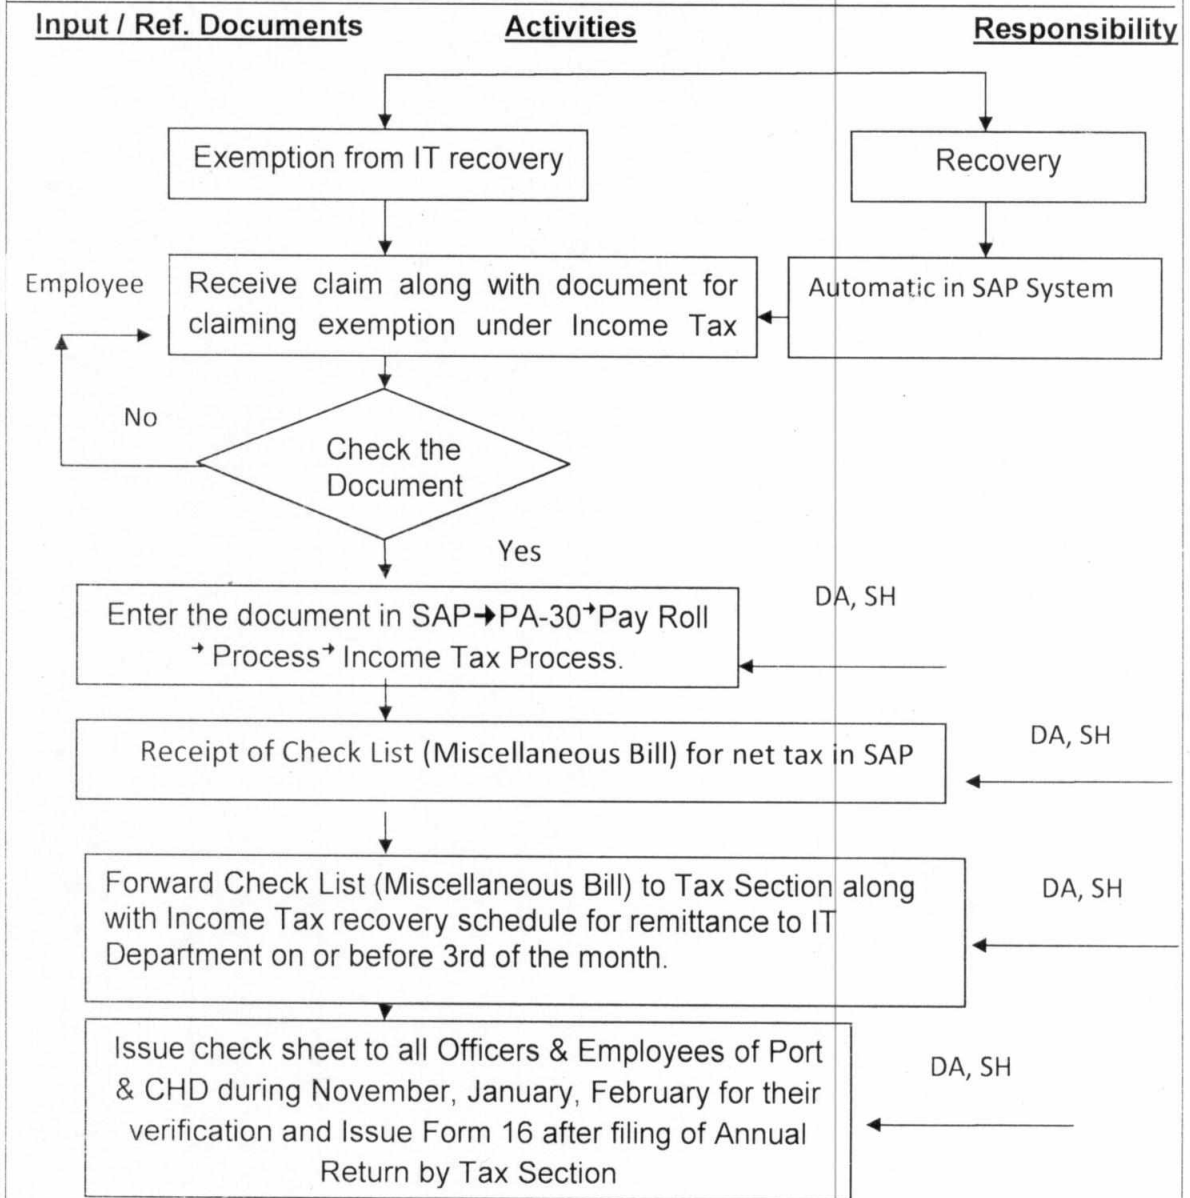 Input / Ref. Documents Activities Responsibility
Exemption from IT recovery
Recovery
Employee
Receive claim along with document for
claiming exemption under Income Tax
Automatic in SAP System
No
Check the
Document
Yes
Enter the document in SAP→PA-30→Pay Roll
→ Process→ Income Tax Process.
DA, SH
Receipt of Check List (Miscellaneous Bill) for net tax in SAP
DA, SH
Forward Check List (Miscellaneous Bill) to Tax Section along
with Income Tax recovery schedule for remittance to IT
Department on or before 3rd of the month.
DA, SH
Issue check sheet to all Officers & Employees of Port
& CHD during November, January, February for their
verification and Issue Form 16 after filing of Annual
Return by Tax Section
DA, SH